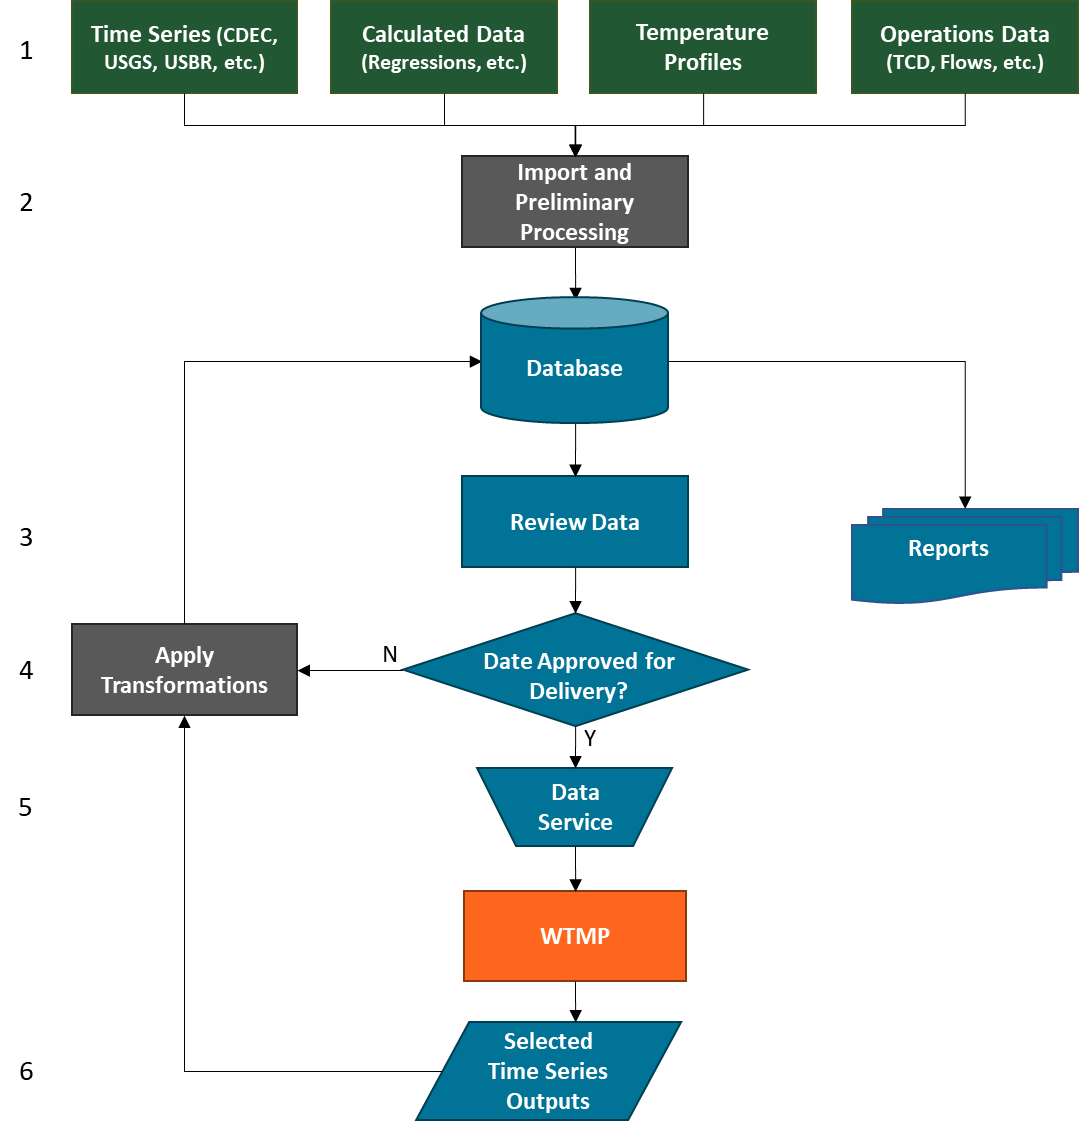 1
Time Series (CDEC,
USGS, USBR, etc.)
Calculated Data
(Regressions, etc.)
Temperature
Profiles
Operations Data
(TCD, Flows, etc.)
2
Import and
Preliminary
Processing
Database
3
Review Data
Reports
4
Apply
Transformations
N
Date Approved for
Delivery?
Y
5
Data
Service
WTMP
6
Selected
Time Series
Outputs